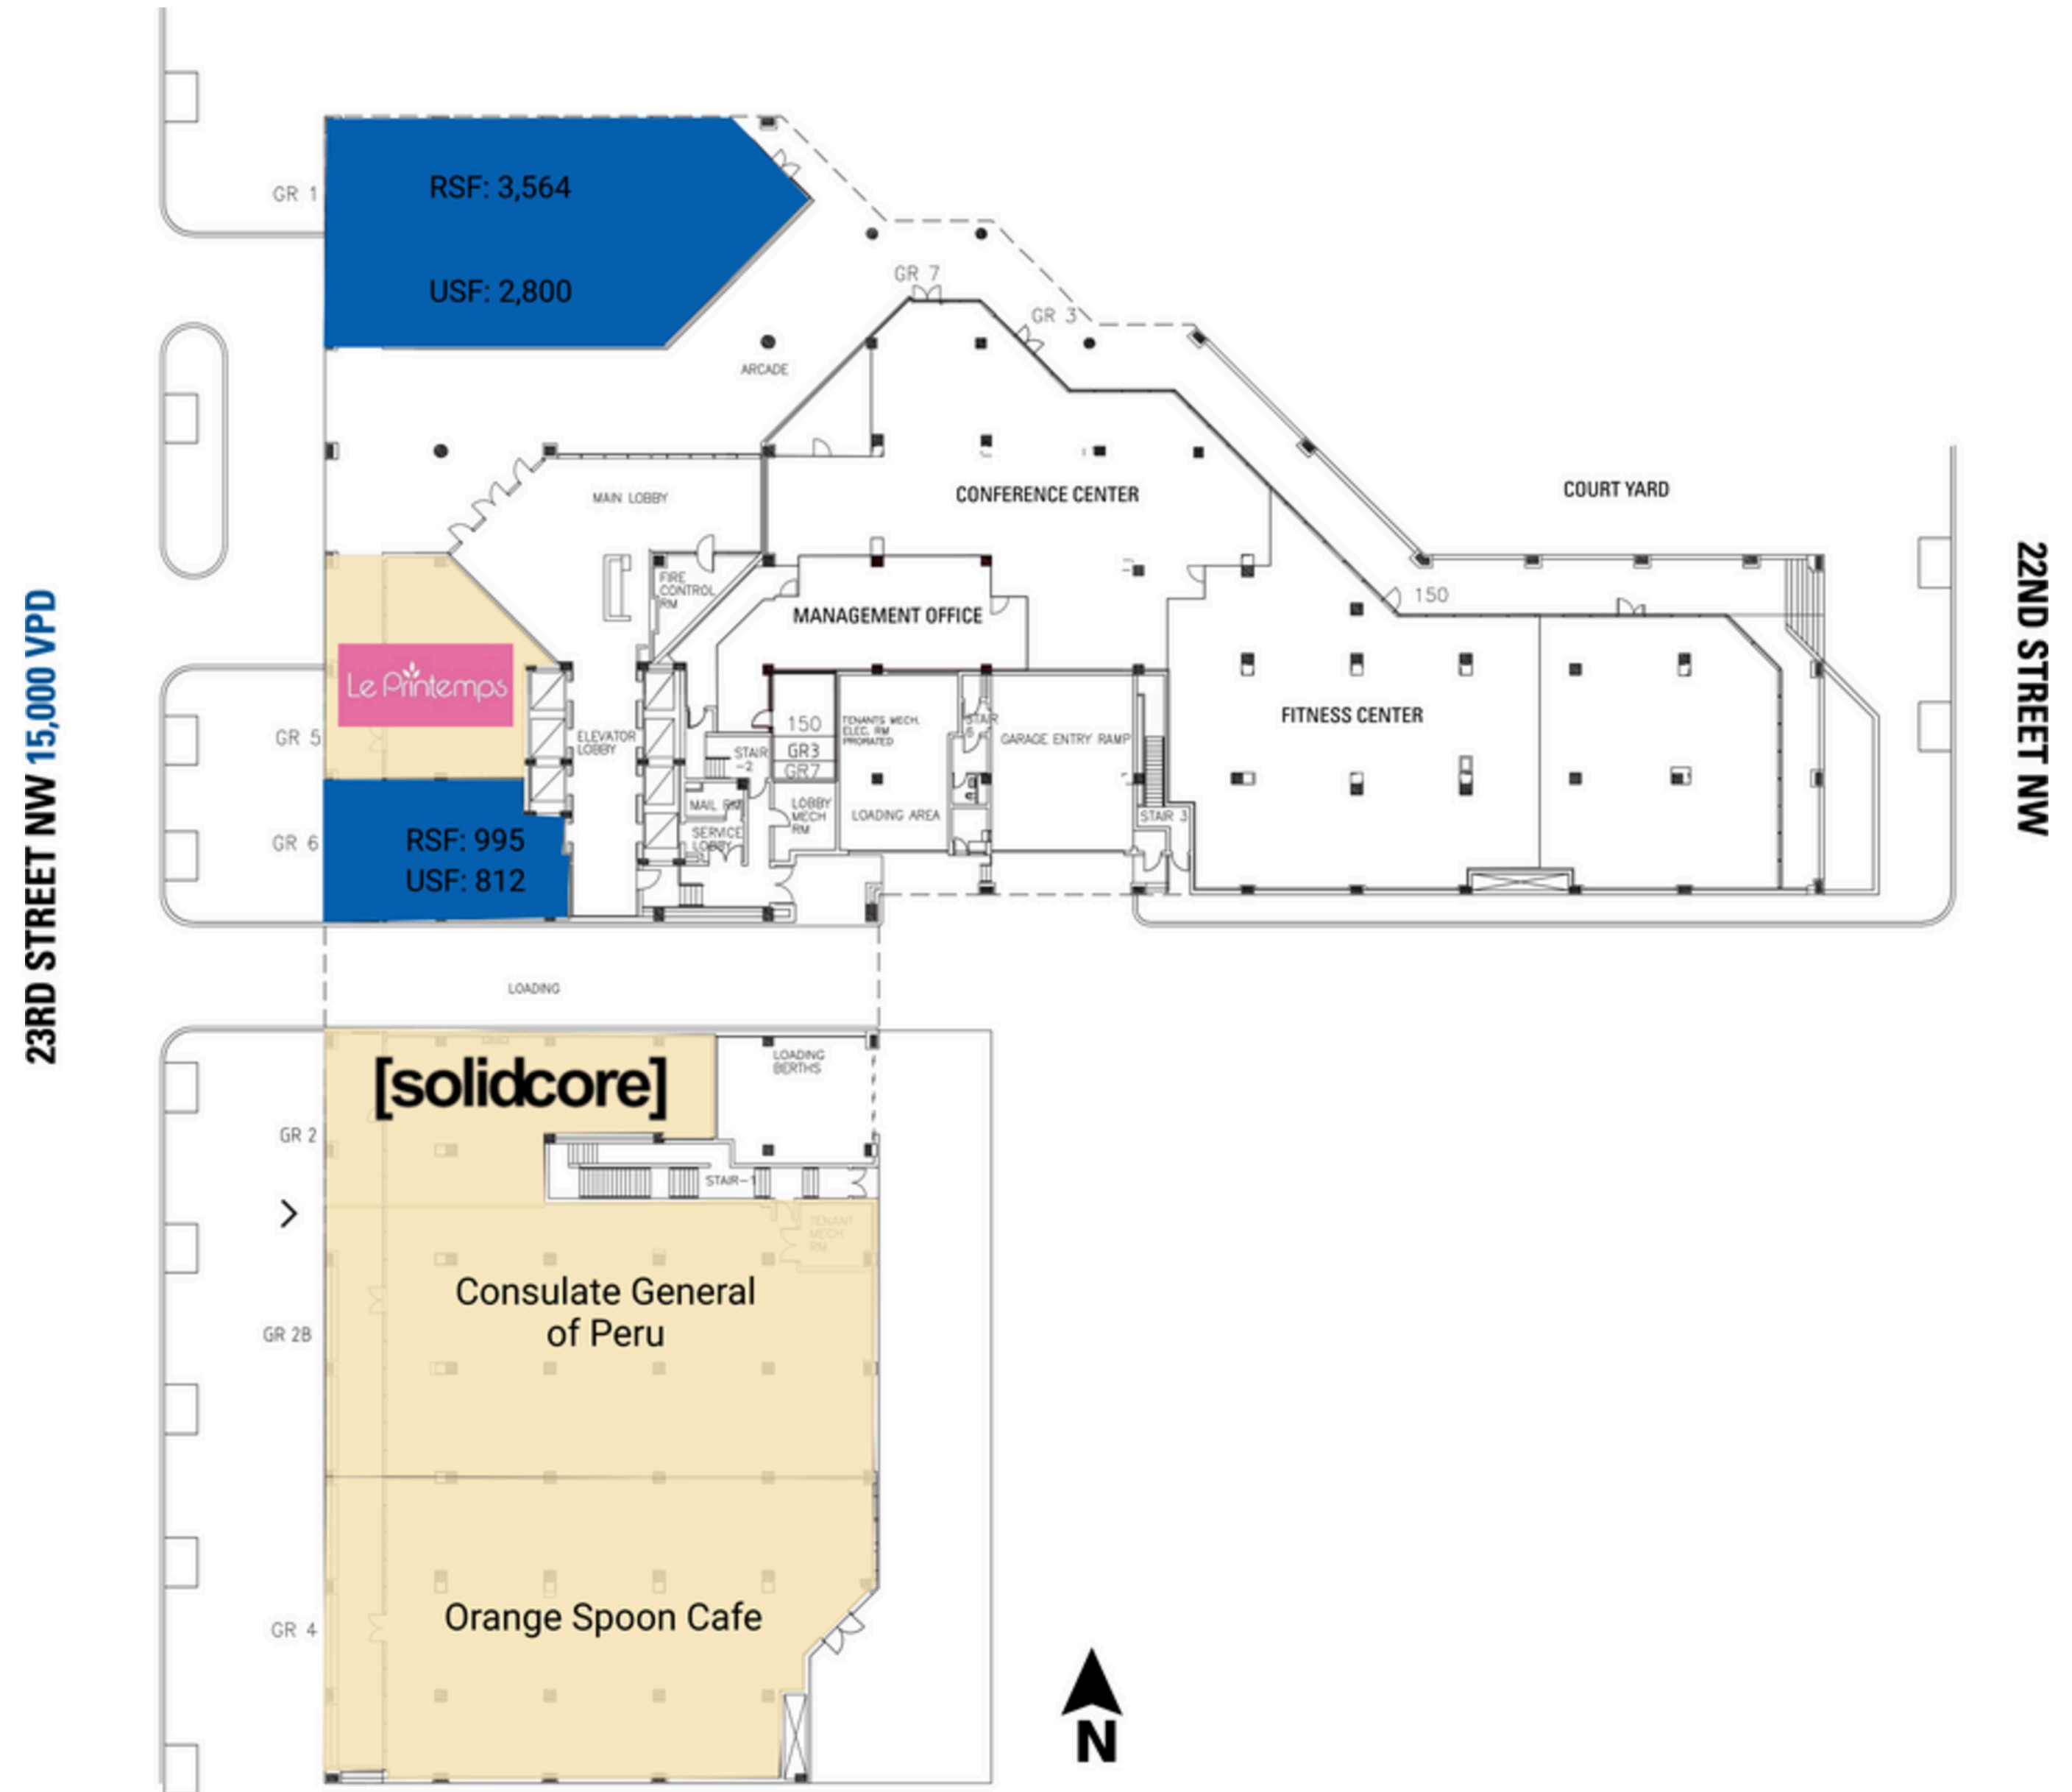 GR 1
RSF: 3,564
USF: 2,800
GR 7
GR 3
ARCADE
COURT YARD
MAIN LOBBY
CONFERENCE CENTER
FIRE
CONTROL
RM
MANAGEMENT OFFICE
150
Le Printemps
GR 5
ELEVATOR
LOBBY
STAIR
-2
150
GR3
GR7
TENANTS MECH.
ELEC. RM
PRORATED
STAIR
6
GARAGE ENTRY RAMP
FITNESS CENTER
MAIL RM
SERVICE
LOBBY
LOBBY
MECH
RM
LOADING AREA
STAIR 3
GR 6
RSF: 995
USF: 812
23RD STREET NW 15,000 VPD
22ND STREET NW
LOADING
[solidcore]
LOADING
BERTHS
GR 2
STAIR-1
TENANT
MECH
RM
Consulate General
of Peru
GR 2B
Orange Spoon Cafe
GR 4
N